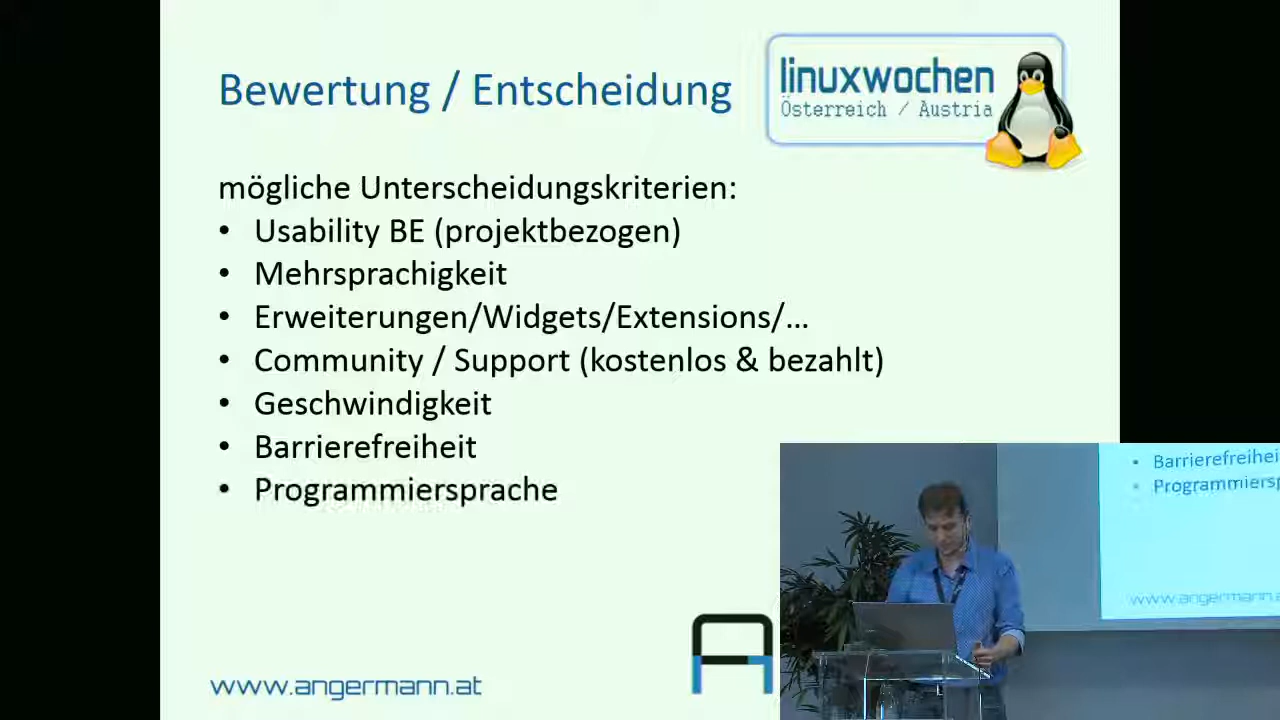 Bewertung / Entscheidung
linuxwochen
Österreich / Austria
mögliche Unterscheidungskriterien:
• Usability BE (projektbezogen)
• Mehrsprachigkeit
• Erweiterungen/Widgets/Extensions/...
• Community / Support (kostenlos & bezahlt)
• Geschwindigkeit
• Barrierefreiheit
• Programmiersprache
www.angermann.at
• Barrierefrei
• Programmiersp
www.angermann.a